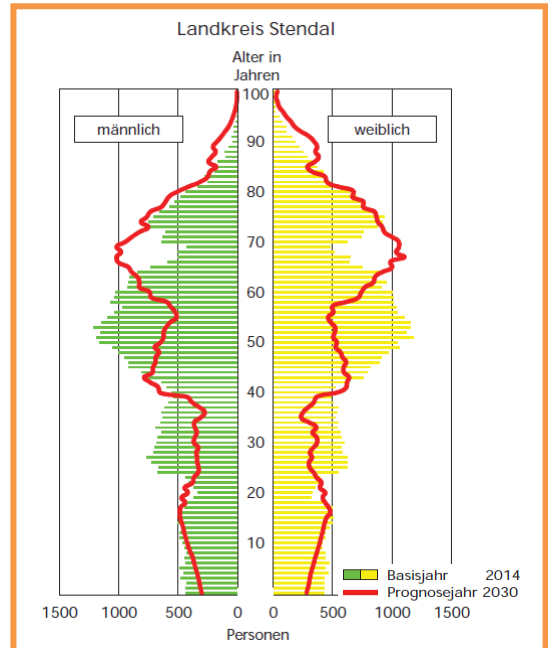 Landkreis Stendal
Alter in
Jahren
100
männlich
weiblich
90
80
70
60
50
40
30
20
10
Basisjahr 2014
Prognosejahr 2030
1500 1000 500 0 0 500 1000 1500
Personen